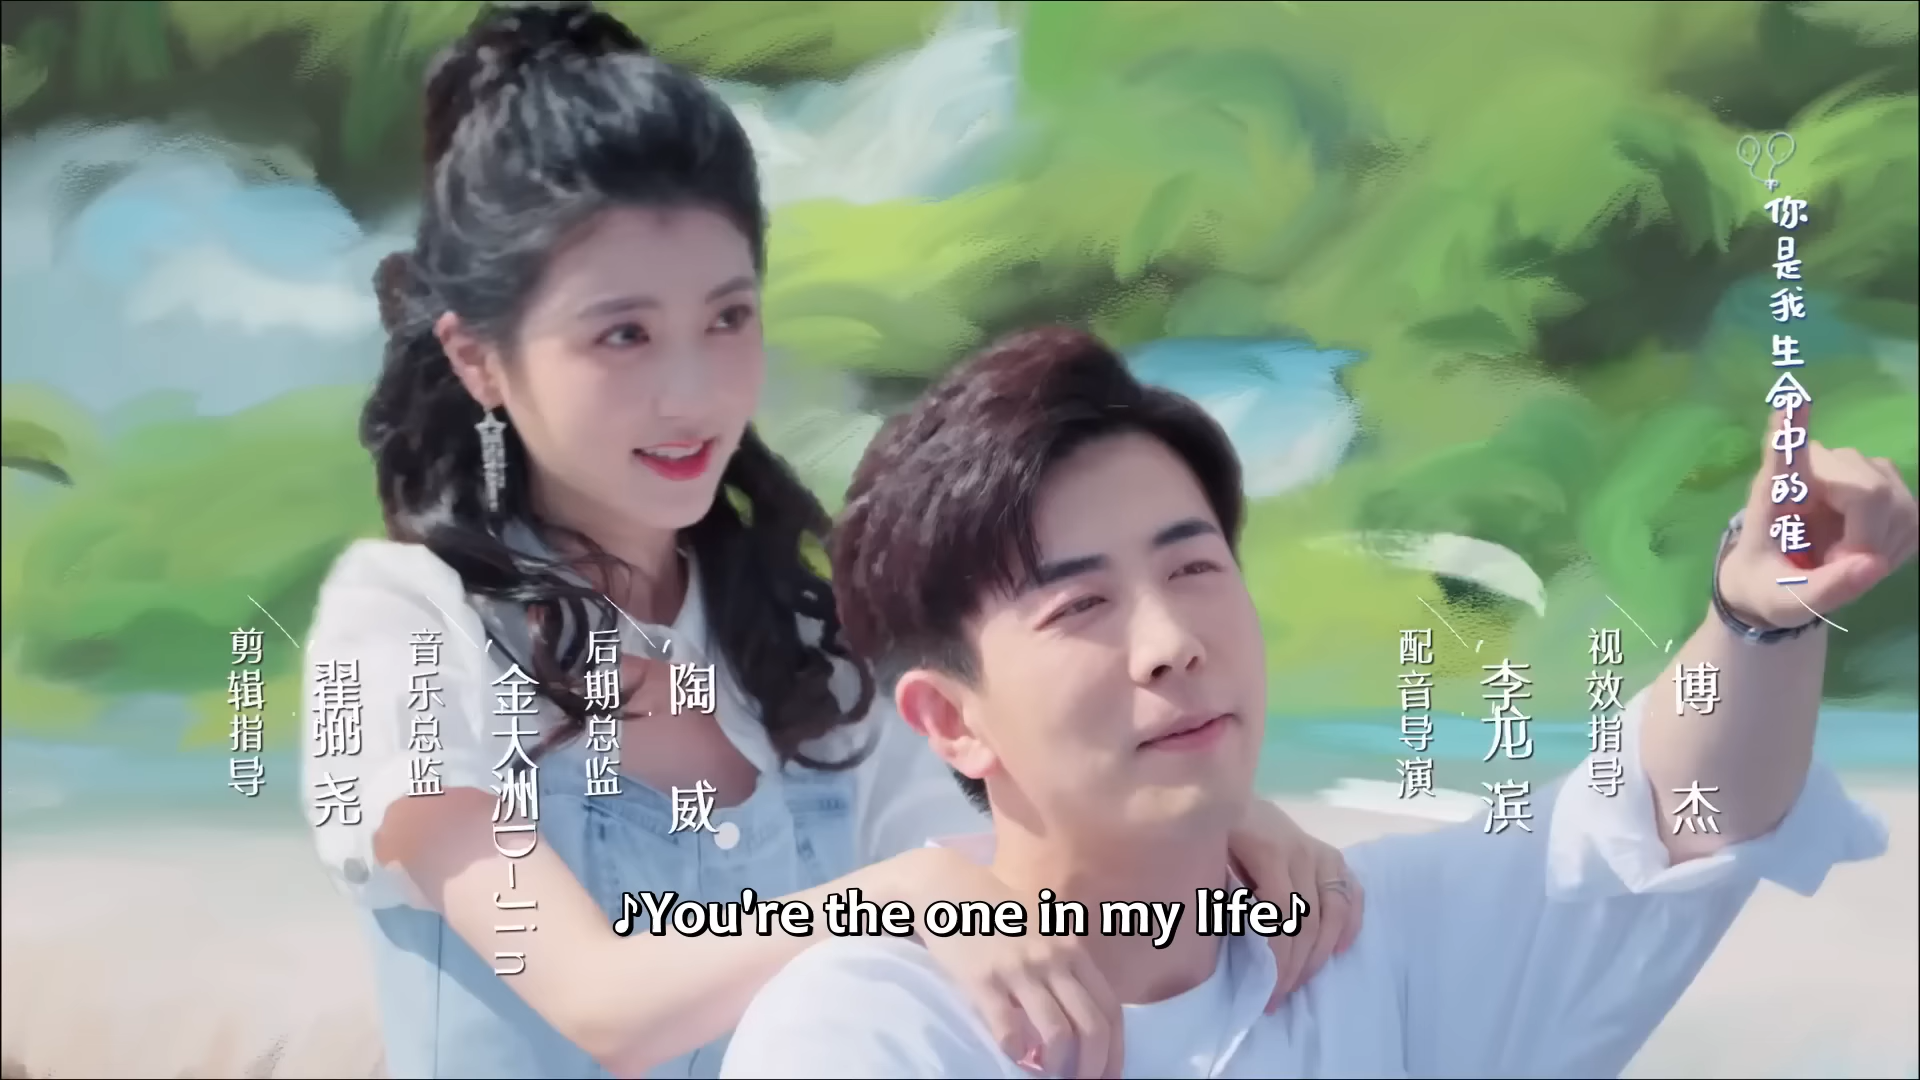 你是我生命中的唯一
剪辑指导
翟弼尧
音乐总监
金大洲D-Jin
后期总监
陶威
配音导演
李龙滨
视效指导
博杰
♪You're the one in my life♪